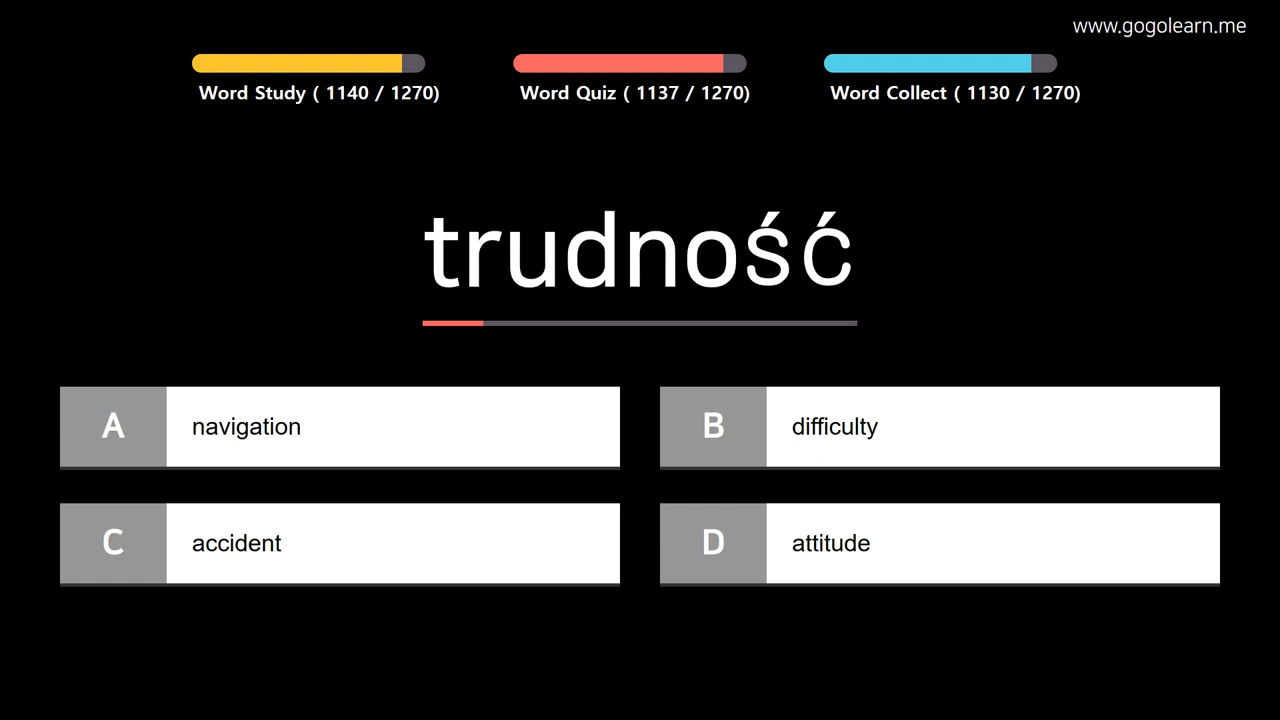 www.gogolearn.me
Word Study ( 1140 / 1270)
Word Quiz ( 1137 / 1270)
Word Collect ( 1130 / 1270)
trudność
A navigation
B difficulty
C accident
D attitude